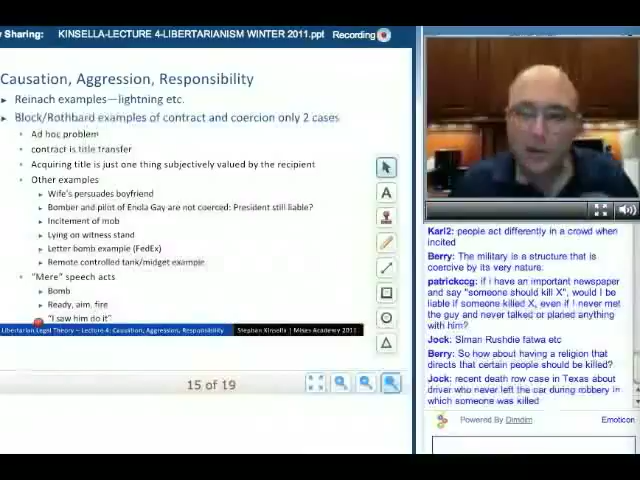 Sharing:
KINSELLA-LECTURE 4-LIBERTARIANISM WINTER 2011.ppt
Recording
Causation, Aggression, Responsibility
Reinach examples—lightning etc.
Block/Rothbard examples of contract and coercion only 2 cases
Ad hoc problem
contract is title transfer
Acquiring title is just one thing subjectively valued by the recipient
Other examples
Wife's persuades boyfriend
Bomber and pilot of Enola Gay are not coerced: President still liable?
Incitement of mob
Lying on witness stand
Letter bomb example (FedEx)
Remote controlled tank/midget example
"Mere" speech acts
Bomb
Ready, aim, fire
"I saw him do it"
Libertarian Legal Theory – Lecture 4: Causation, Aggression, Responsibility
Stephan Kinsella | Mises Academy 2011
15 of 19
A
Karl2: people act differently in a crowd when
incited
Berry: The military is a structure that is
coercive by its very nature.
patrickccg: if i have an important newspaper
and say "someone should kill X", would I be
liable if someone killed X, even if I never met
the guy and never talked or planed anything
with him?
Jock: SIman Rushdie fatwa etc
Berry: So how about having a religion that
directs that certain people should be killed?
Jock: recent death row case in Texas about
driver who never left the car during robbery in
which someone was killed
Powered By Dimdim
Emoticon